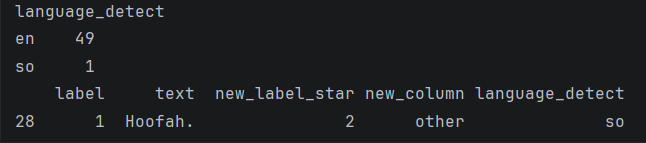 language_detect
en 49
so 1
label text new_label_star new_column language_detect
28 1 Hoofah. 2 other so